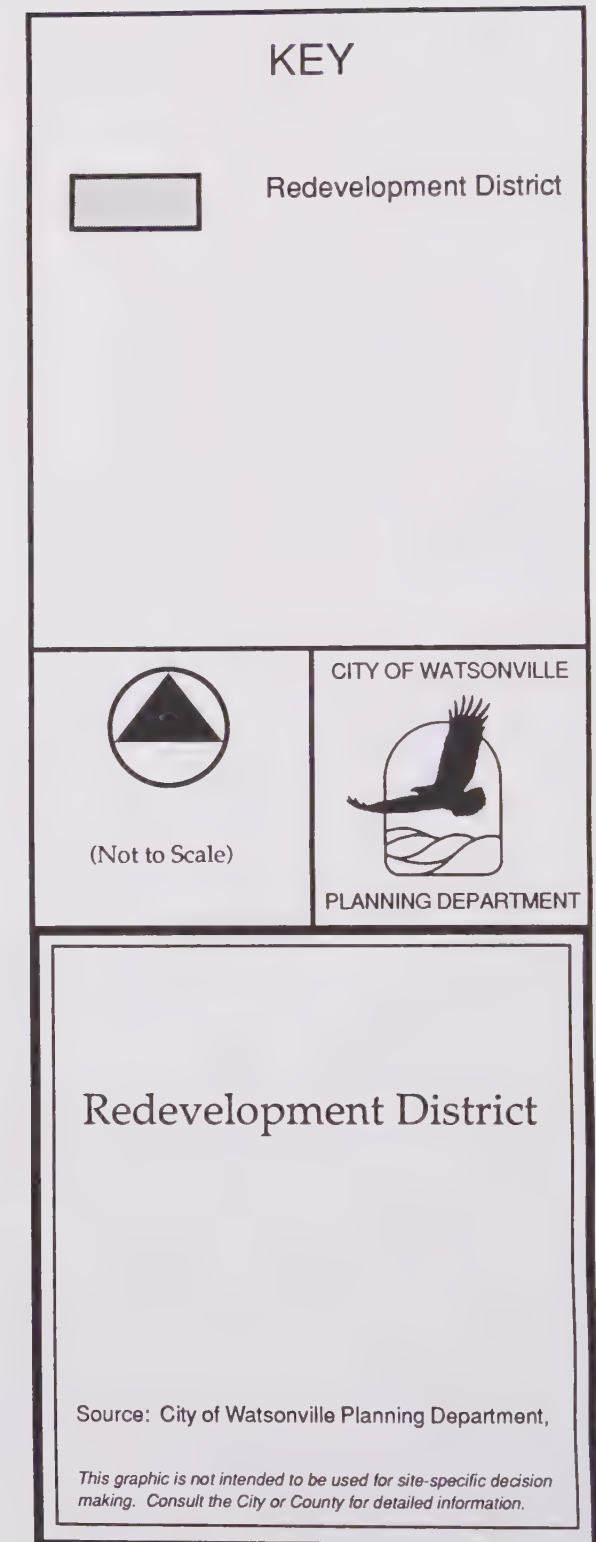 KEY
Redevelopment District
(Not to Scale)
CITY OF WATSONVILLE
PLANNING DEPARTMENT
Redevelopment District
Source: City of Watsonville Planning Department,
This graphic is not intended to be used for site-specific decision
making. Consult the City or County for detailed information.